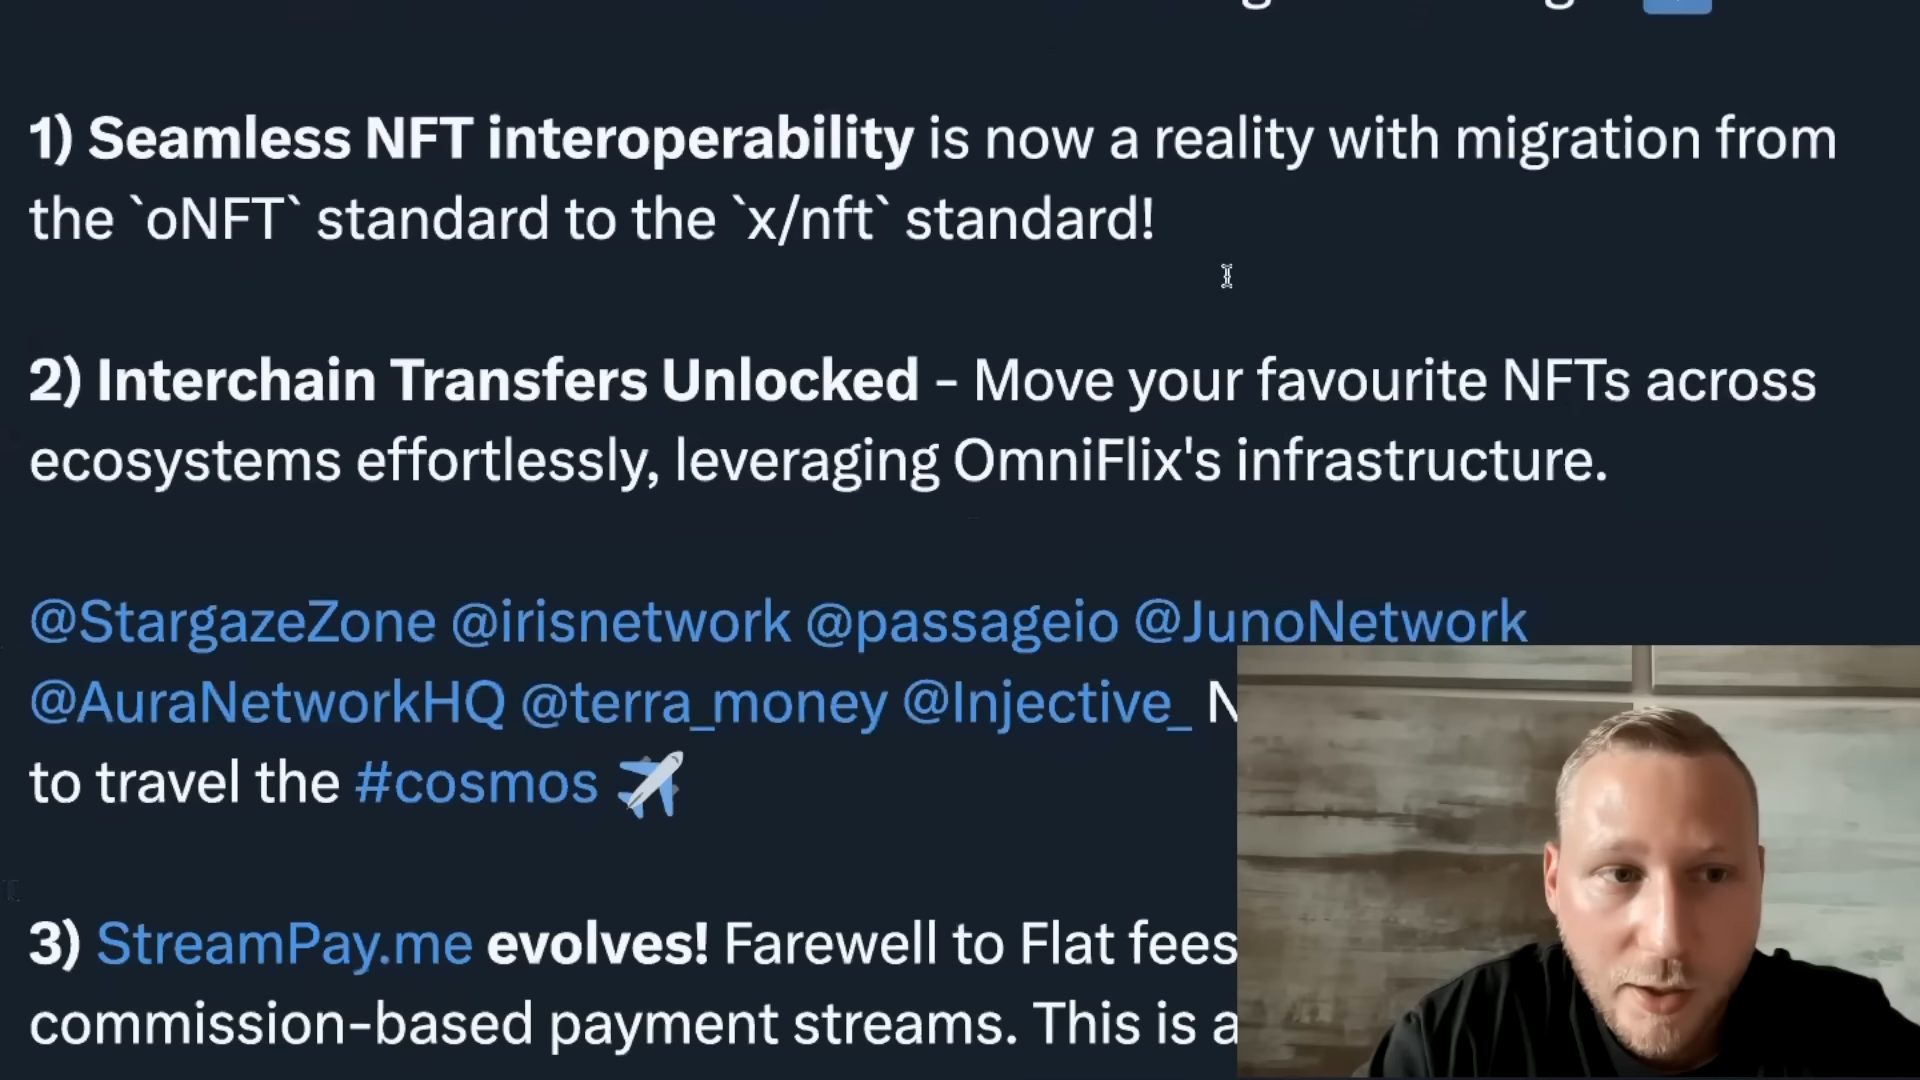 1) Seamless NFT interoperability is now a reality with migration from
the `oNFT` standard to the `x/nft` standard!
2) Interchain Transfers Unlocked - Move your favourite NFTs across
ecosystems effortlessly, leveraging OmniFlix's infrastructure.
@StargazeZone @irisnetwork @passageio @JunoNetwork
@AuraNetworkHQ @terra_money @Injective_
to travel the #cosmos
3) StreamPay.me evolves! Farewell to Flat fees
commission-based payment streams. This is a